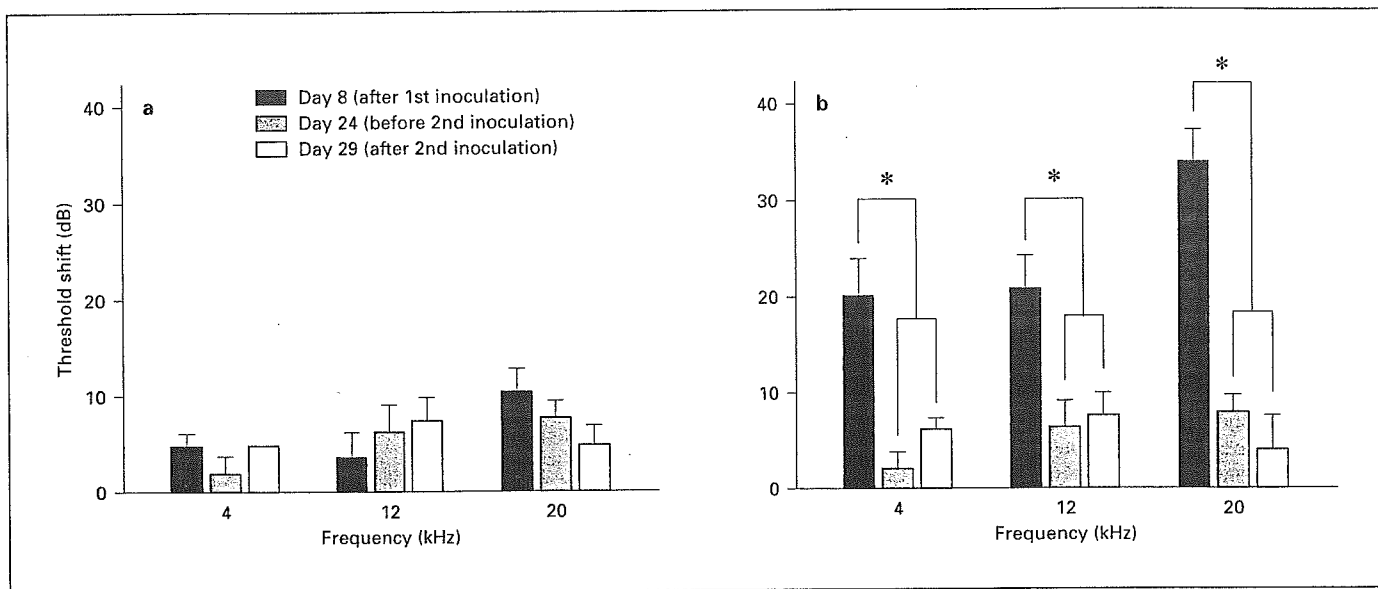 a
Day 8 (after 1st inoculation)
Day 24 (before 2nd inoculation)
Day 29 (after 2nd inoculation)
40
30
20
10
0
Threshold shift (dB)
4 12 20
Frequency (kHz)
b
* * *
40
30
20
10
0
4 12 20
Frequency (kHz)